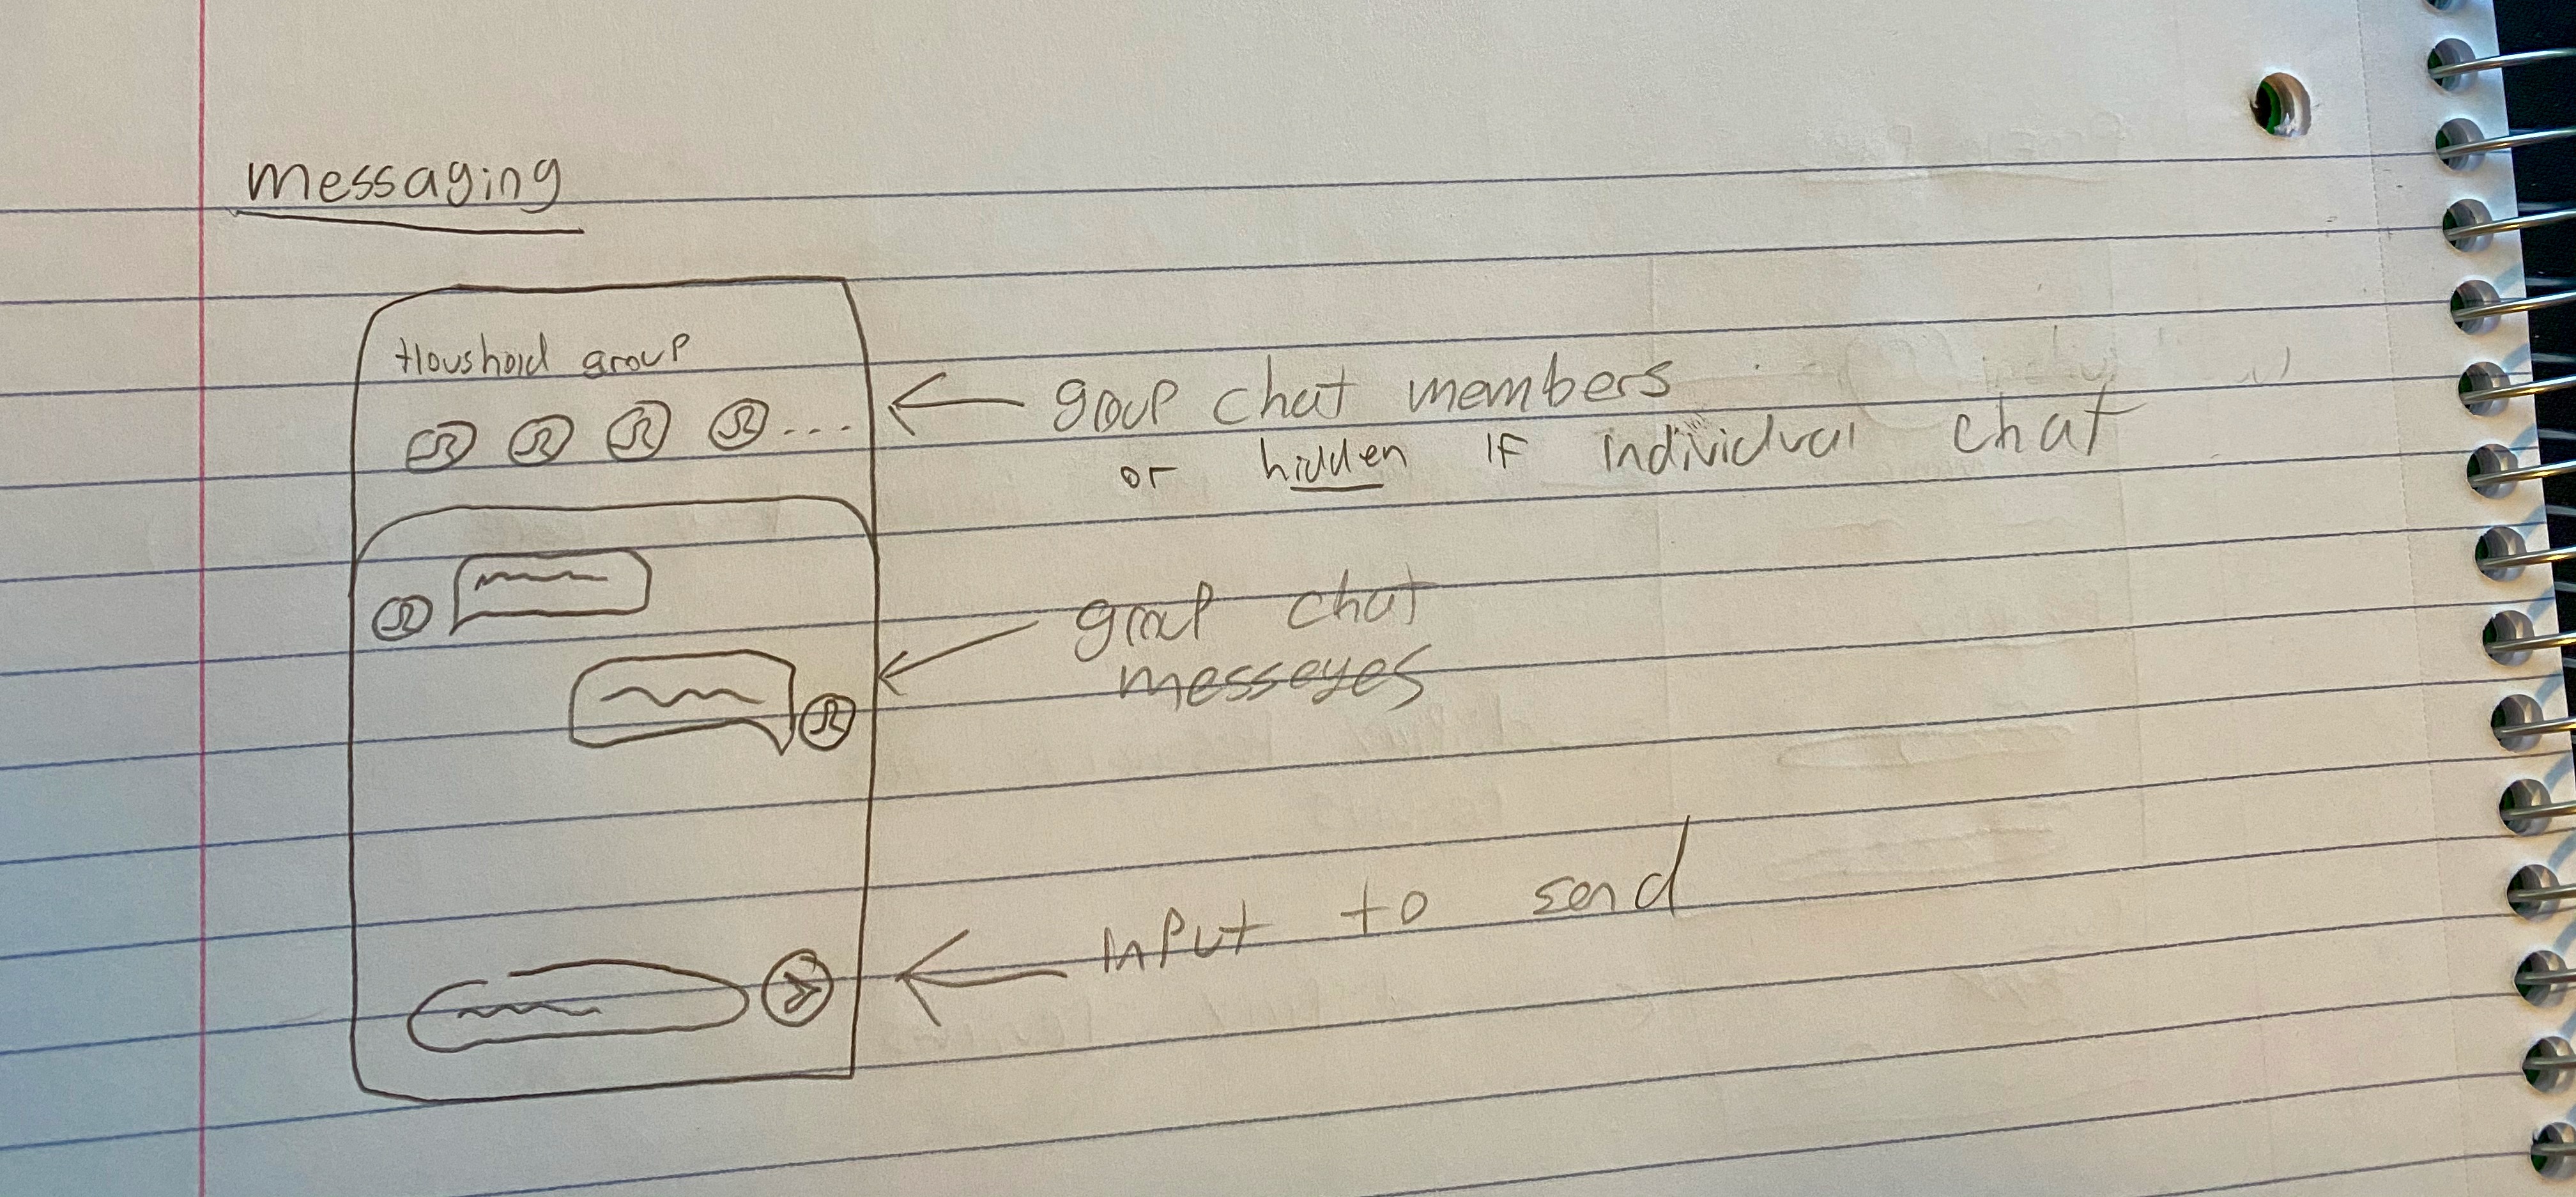 messaging
Houshold group
...
group chat members
or hidden if individual chat
group chat
messeges
input to send